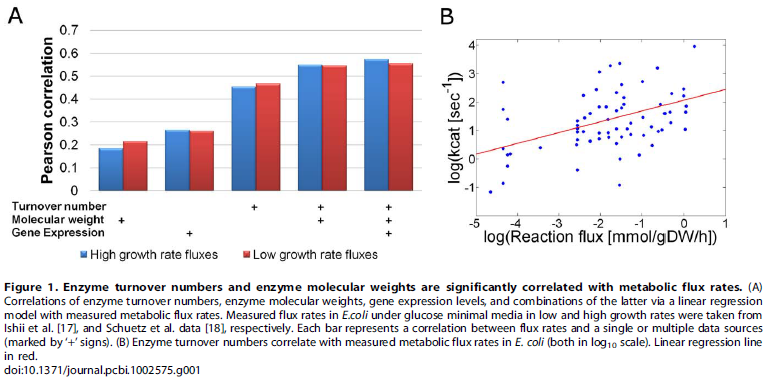 A
Pearson correlation
0.7
0.6
0.5
0.4
0.3
0.2
0.1
0
Turnover number + + +
Molecular weight + + +
Gene Expression + +
High growth rate fluxes Low growth rate fluxes
B
log(kcat [sec-1])
4
3
2
1
0
-1
-5 -4 -3 -2 -1 0 1
log(Reaction flux [mmol/gDW/h])
Figure 1. Enzyme turnover numbers and enzyme molecular weights are significantly correlated with metabolic flux rates. (A)
Correlations of enzyme turnover numbers, enzyme molecular weights, gene expression levels, and combinations of the latter via a linear regression
model with measured metabolic flux rates. Measured flux rates in E.coli under glucose minimal media in low and high growth rates were taken from
Ishii et al. [17], and Schuetz et al. data [18], respectively. Each bar represents a correlation between flux rates and a single or multiple data sources
(marked by '+' signs). (B) Enzyme turnover numbers correlate with measured metabolic flux rates in E. coli (both in log10 scale). Linear regression line
in red.
doi:10.1371/journal.pcbi.1002575.g001